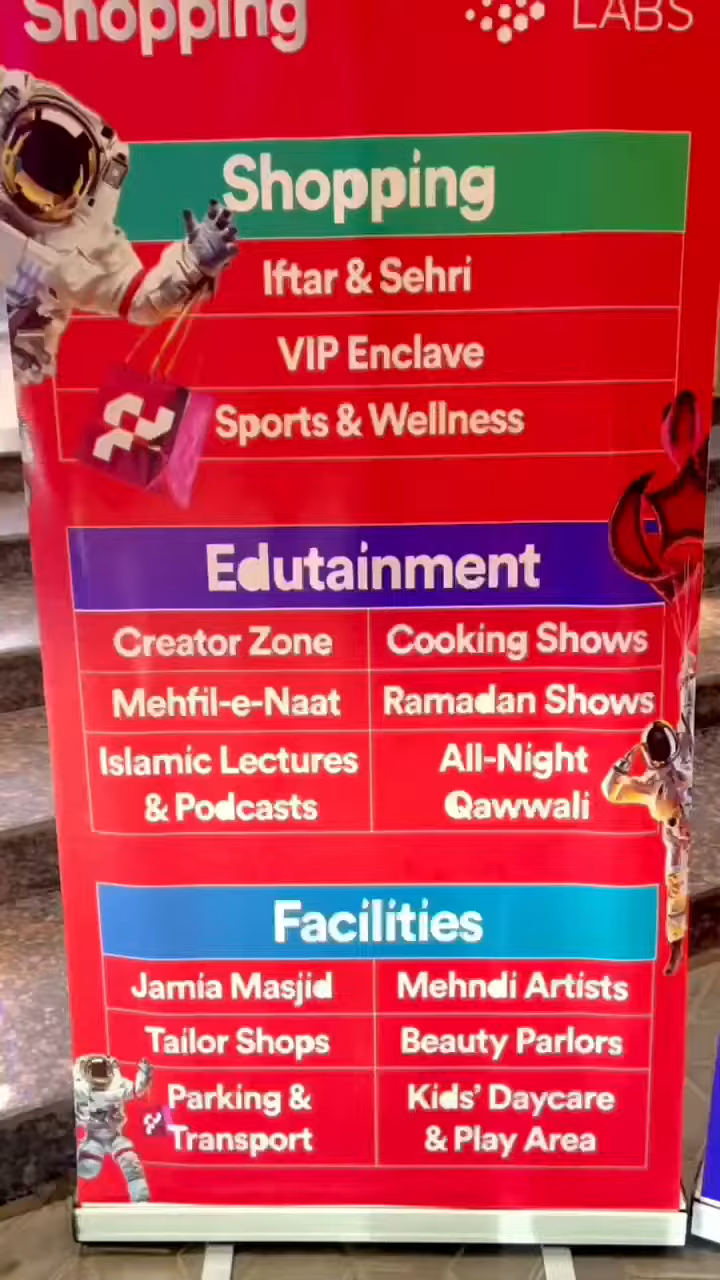 Shopping
LABS
Shopping
Iftar & Sehri
VIP Enclave
Sports & Wellness
Edutainment
Creator Zone
Cooking Shows
Mehfil-e-Naat
Ramadan Shows
Islamic Lectures
& Podcasts
All-Night
Qawwali
Facilities
Jamia Masjid
Mehndi Artists
Tailor Shops
Beauty Parlors
Parking &
Transport
Kids' Daycare
& Play Area